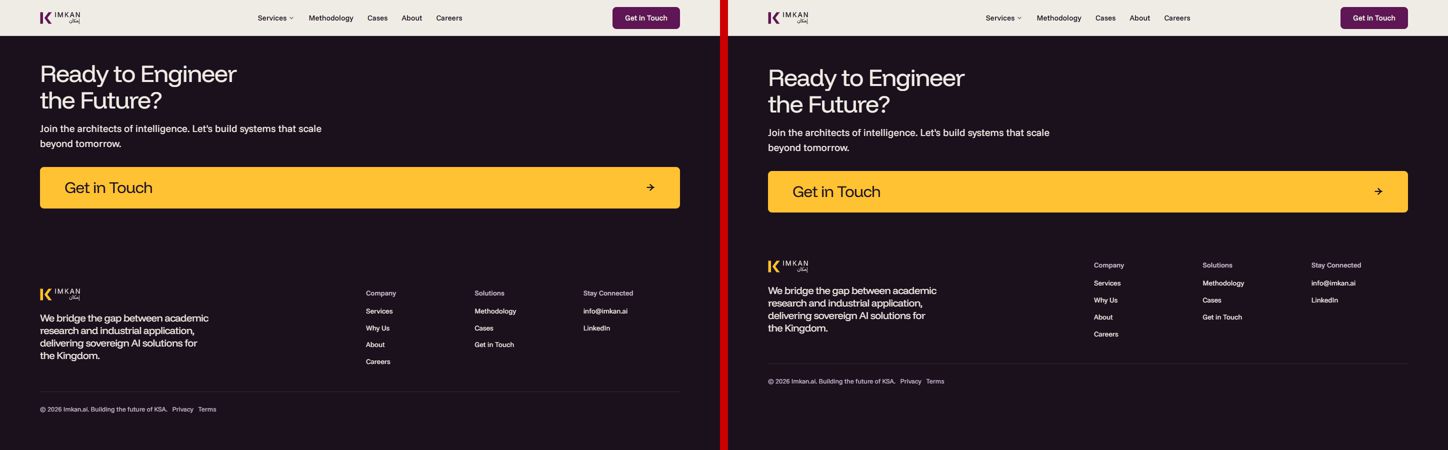 IMKAN
إمكان
Services
Methodology
Cases
About
Careers
Get in Touch
Ready to Engineer
the Future?
Join the architects of intelligence. Let's build systems that scale
beyond tomorrow.
Get in Touch
IMKAN
إمكان
We bridge the gap between academic
research and industrial application,
delivering sovereign AI solutions for
the Kingdom.
Company
Services
Why Us
About
Careers
Solutions
Methodology
Cases
Get in Touch
Stay Connected
info@imkan.ai
LinkedIn
© 2026 Imkan.ai. Building the future of KSA. Privacy Terms
IMKAN
إمكان
Services
Methodology
Cases
About
Careers
Get in Touch
Ready to Engineer
the Future?
Join the architects of intelligence. Let's build systems that scale
beyond tomorrow.
Get in Touch
IMKAN
إمكان
We bridge the gap between academic
research and industrial application,
delivering sovereign AI solutions for
the Kingdom.
Company
Services
Why Us
About
Careers
Solutions
Methodology
Cases
Get in Touch
Stay Connected
info@imkan.ai
LinkedIn
© 2026 Imkan.ai. Building the future of KSA. Privacy Terms